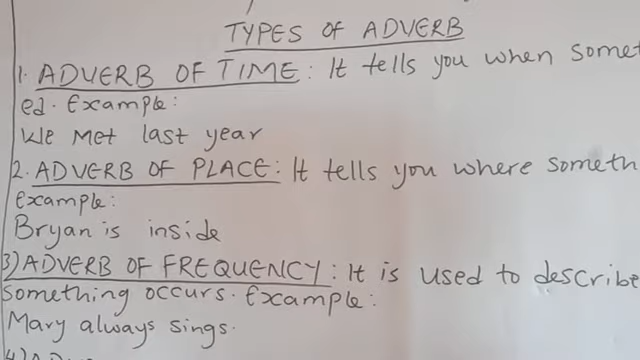 TYPES OF ADVERB
1. ADVERB OF TIME: It tells you when
ed. Example:
We met last year
2. ADVERB OF PLACE: It tells you where
Example:
Bryan is inside
3) ADVERB OF FREQUENCY: It is used to describe
Something occurs. Example:
Mary always sings.